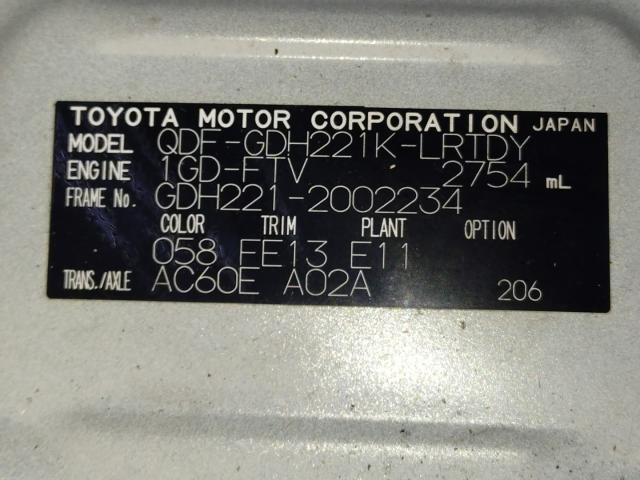 TOYOTA MOTOR CORPORATION JAPAN
MODEL QDF-GDH221K-LRTDY
ENGINE 1GD-FTV 2754 mL
FRAME No. GDH221-2002234
COLOR TRIM PLANT OPTION
058 FE13 E11
TRANS./AXLE AC60E A02A 206